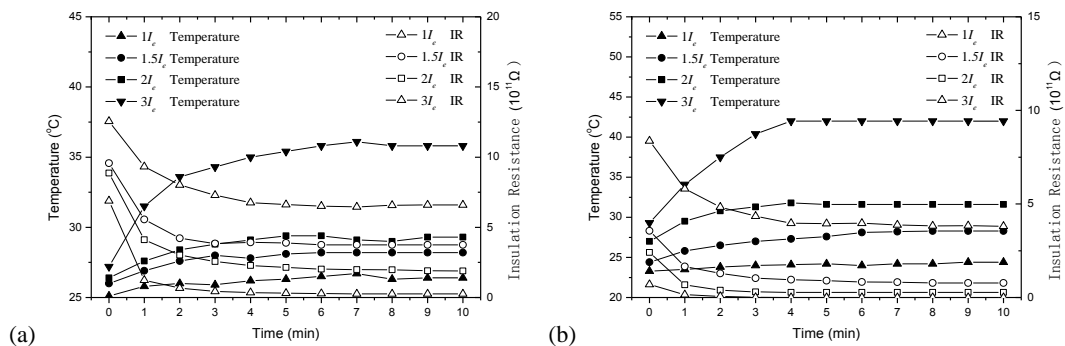 45
40
35
30
25
20
15
10
5
0
1Ie Temperature
1.5Ie Temperature
2Ie Temperature
3Ie Temperature
1Ie IR
1.5Ie IR
2Ie IR
3Ie IR
Temperature (°C)
Insulation Resistance (10¹¹Ω)
0 1 2 3 4 5 6 7 8 9 10
Time (min)
(a)
55
50
45
40
35
30
25
20
15
10
5
0
1Ie Temperature
1.5Ie Temperature
2Ie Temperature
3Ie Temperature
1Ie IR
1.5Ie IR
2Ie IR
3Ie IR
Temperature (°C)
Insulation Resistance (10¹¹Ω)
0 1 2 3 4 5 6 7 8 9 10
Time (min)
(b)